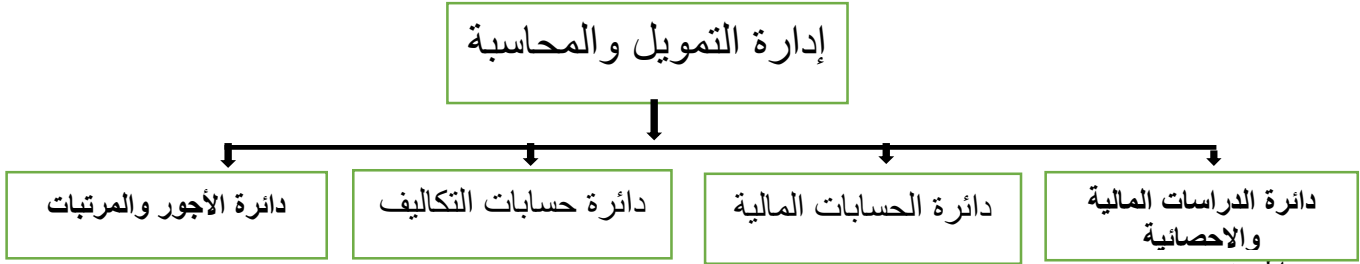 إدارة التمويل والمحاسبة
دائرة الدراسات المالية
والاحصائية
دائرة الحسابات المالية
دائرة حسابات التكاليف
دائرة الأجور والمرتبات